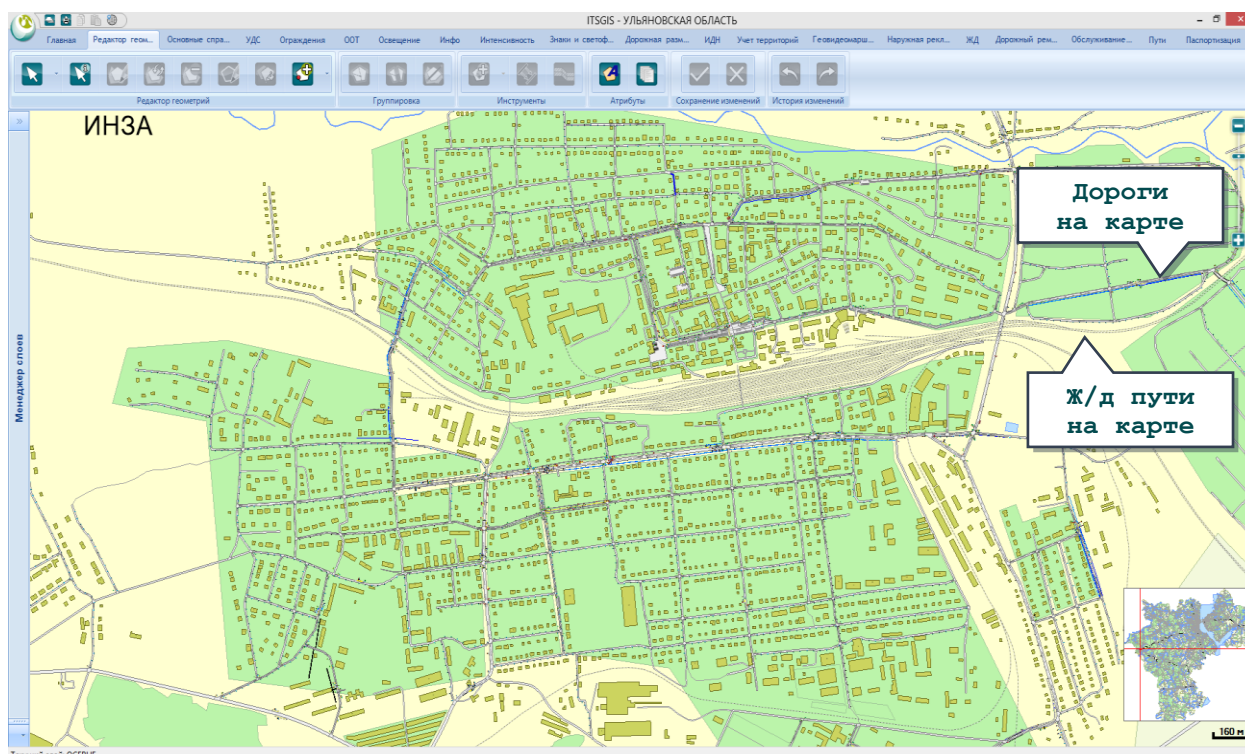 ITSGIS - УЛЬЯНОВСКАЯ ОБЛАСТЬ
Главная Редактор геом... Основные спра... УДС Ограждения ООТ Освещение Инфо Интенсивность Знаки и светоф... Дорожная разм... ИДН Учет территорий Геовидеомарш... Наружная рекл... ЖД Дорожный рем... Обслуживание... Пути Паспортизация
Редактор геометрий Группировка Инструменты Атрибуты Сохранение изменений История изменений
ИНЗА
Дороги
на карте
Ж/д пути
на карте
Менеджер слоев
160 м